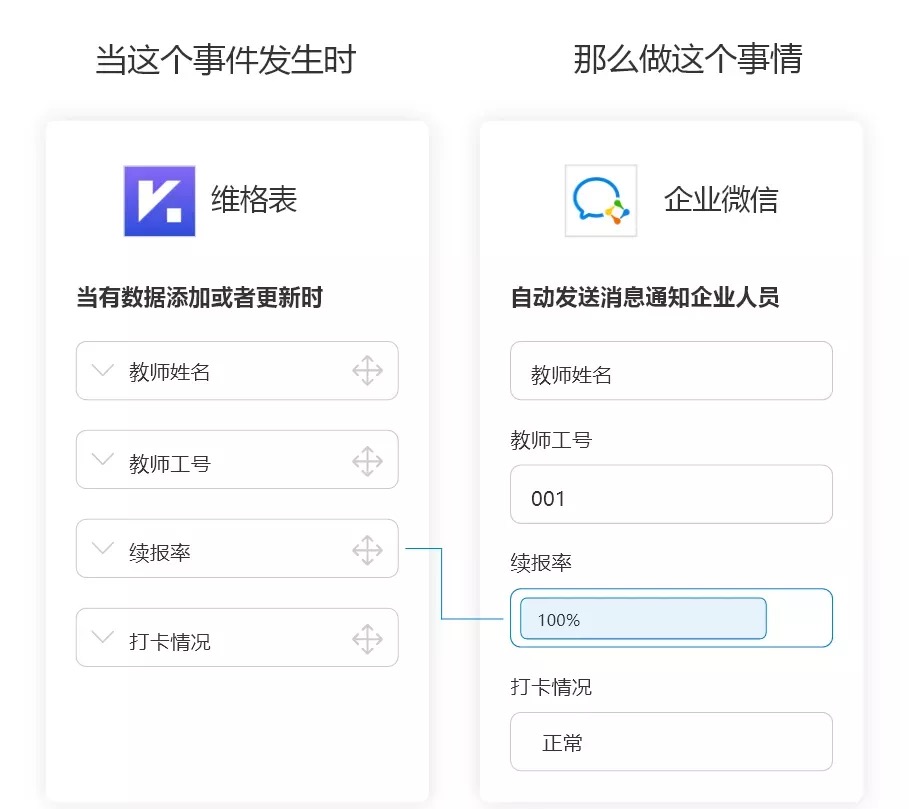 当这个事件发生时
那么做这个事情
维格表
当有数据添加或者更新时
教师姓名
教师工号
续报率
打卡情况
企业微信
自动发送消息通知企业人员
教师姓名
教师工号
001
续报率
100%
打卡情况
正常